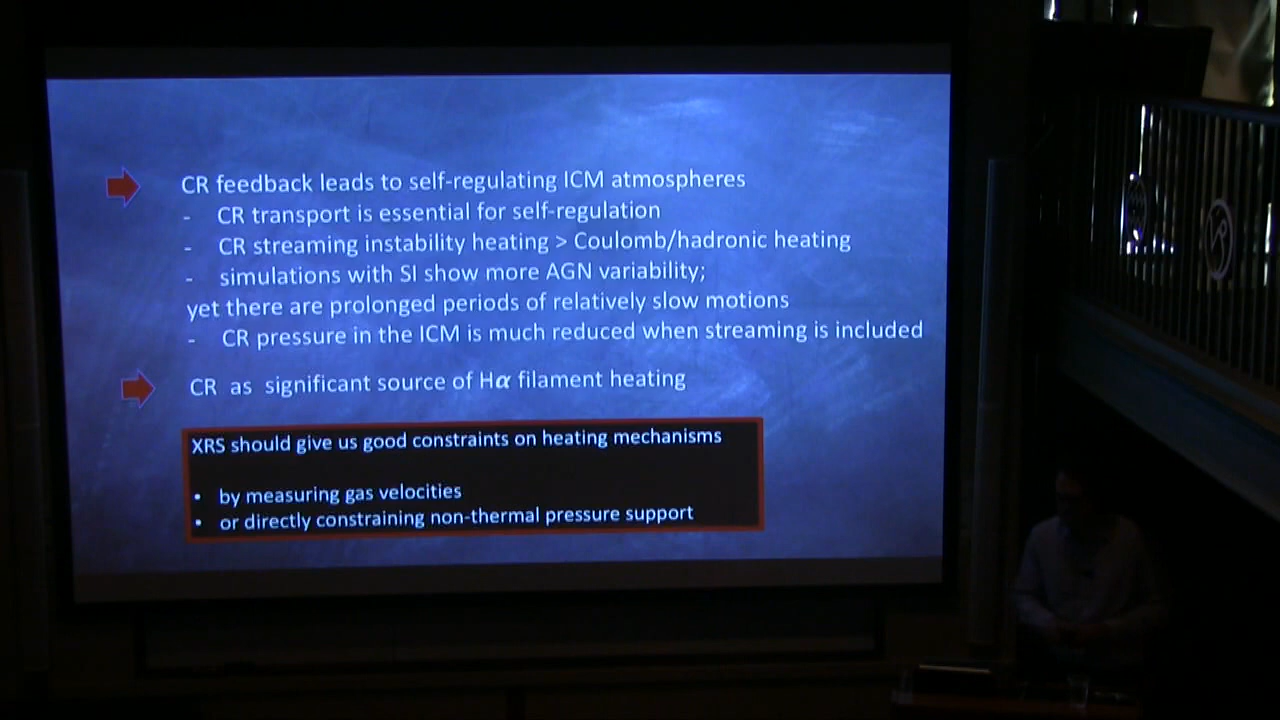 CR feedback leads to self-regulating ICM atmospheres
- CR transport is essential for self-regulation
- CR streaming instability heating > Coulomb/hadronic heating
- simulations with SI show more AGN variability;
yet there are prolonged periods of relatively slow motions
- CR pressure in the ICM is much reduced when streaming is included
CR as significant source of Hα filament heating
XRS should give us good constraints on heating mechanisms
• by measuring gas velocities
• or directly constraining non-thermal pressure support